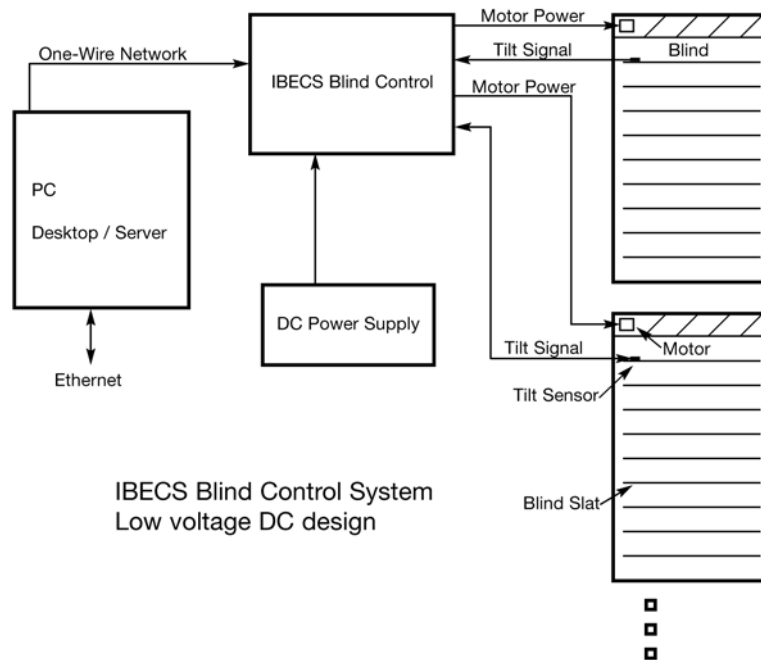 Motor Power
One-Wire Network
Tilt Signal
Blind
IBECS Blind Control
Motor Power
PC
Desktop / Server
DC Power Supply
Ethernet
Tilt Signal
Motor
Tilt Sensor
Blind Slat
IBECS Blind Control System
Low voltage DC design